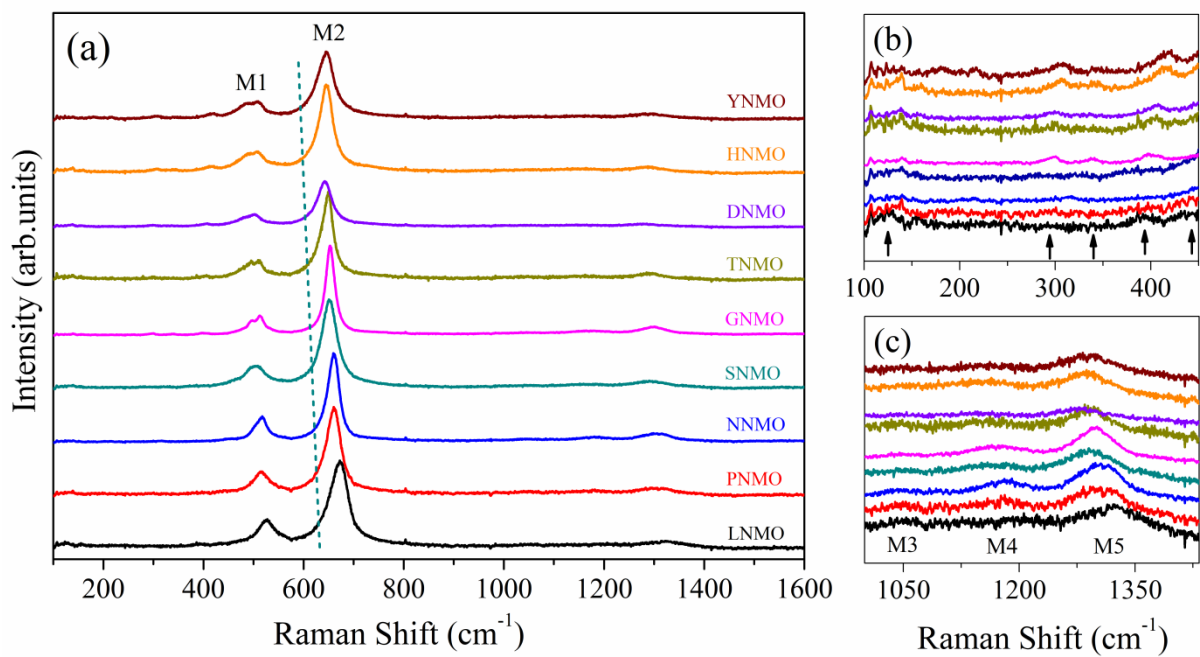 (a)
M2
M1
YNMO
HNMO
DNMO
TNMO
GNMO
SNMO
NNMO
PNMO
LNMO
Intensity (arb.units)
200 400 600 800 1000 1200 1400 1600
Raman Shift (cm⁻¹)
(b)
100 200 300 400
(c)
M3 M4 M5
1050 1200 1350
Raman Shift (cm⁻¹)